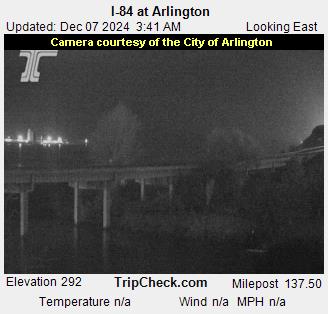 I-84 at Arlington
Updated: Dec 07 2024 3:41 AM Looking East
Camera courtesy of the City of Arlington
Elevation 292 TripCheck.com Milepost 137.50
Temperature n/a Wind n/a MPH n/a